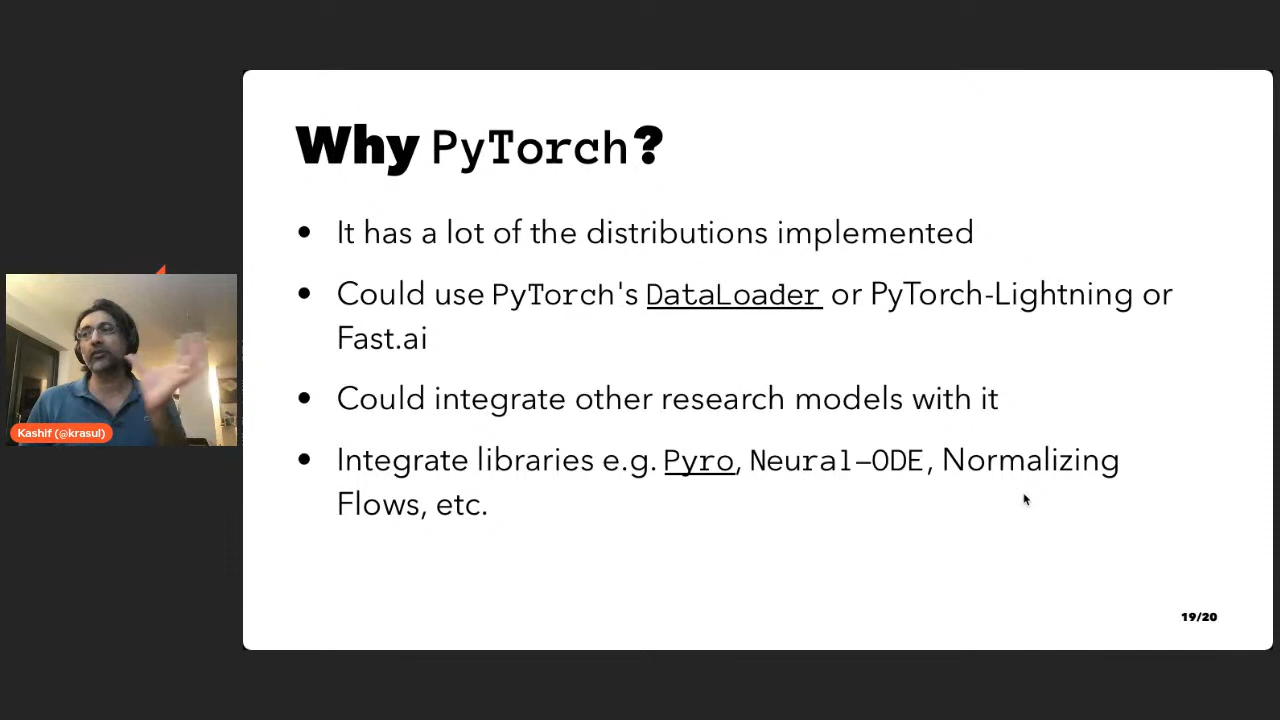 Why PyTorch?
• It has a lot of the distributions implemented
• Could use PyTorch's DataLoader or PyTorch-Lightning or
Fast.ai
• Could integrate other research models with it
• Integrate libraries e.g. Pyro, Neural-ODE, Normalizing
Flows, etc.
Kashif (@krasul)
19/20